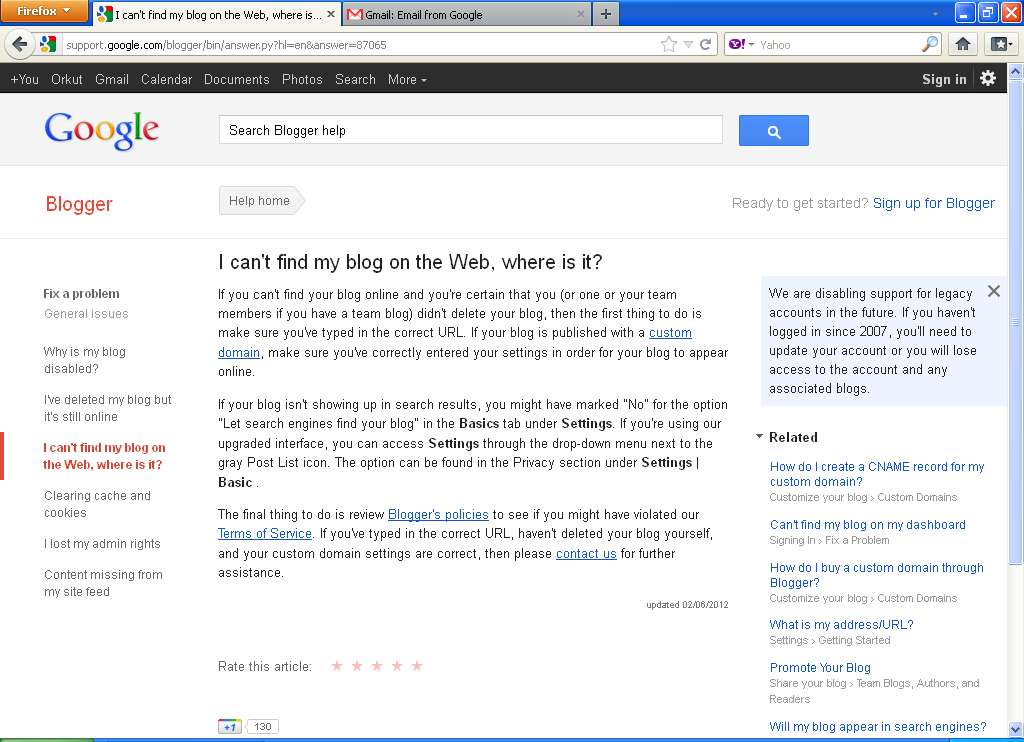 Firefox
I can't find my blog on the Web, where is...
Gmail: Email from Google
support.google.com/blogger/bin/answer.py?hl=en&answer=87065
Yahoo
+You Orkut Gmail Calendar Documents Photos Search More
Sign in
Google
Search Blogger help
Blogger
Help home
Ready to get started? Sign up for Blogger
Fix a problem
General issues
Why is my blog
disabled?
I've deleted my blog but
it's still online
I can't find my blog on
the Web, where is it?
Clearing cache and
cookies
I lost my admin rights
Content missing from
my site feed
I can't find my blog on the Web, where is it?
If you can't find your blog online and you're certain that you (or one or your team
members if you have a team blog) didn't delete your blog, then the first thing to do is
make sure you've typed in the correct URL. If your blog is published with a custom
domain, make sure you've correctly entered your settings in order for your blog to appear
online.
If your blog isn't showing up in search results, you might have marked "No" for the option
"Let search engines find your blog" in the Basics tab under Settings. If you're using our
upgraded interface, you can access Settings through the drop-down menu next to the
gray Post List icon. The option can be found in the Privacy section under Settings |
Basic .
The final thing to do is review Blogger's policies to see if you might have violated our
Terms of Service. If you've typed in the correct URL, haven't deleted your blog yourself,
and your custom domain settings are correct, then please contact us for further
assistance.
updated 02/06/2012
Rate this article:
+1 130
We are disabling support for legacy
accounts in the future. If you haven't
logged in since 2007, you'll need to
update your account or you will lose
access to the account and any
associated blogs.
Related
How do I create a CNAME record for my
custom domain?
Customize your blog › Custom Domains
Can't find my blog on my dashboard
Signing In › Fix a Problem
How do I buy a custom domain through
Blogger?
Customize your blog › Custom Domains
What is my address/URL?
Settings › Getting Started
Promote Your Blog
Share your blog › Team Blogs, Authors, and
Readers
Will my blog appear in search engines?